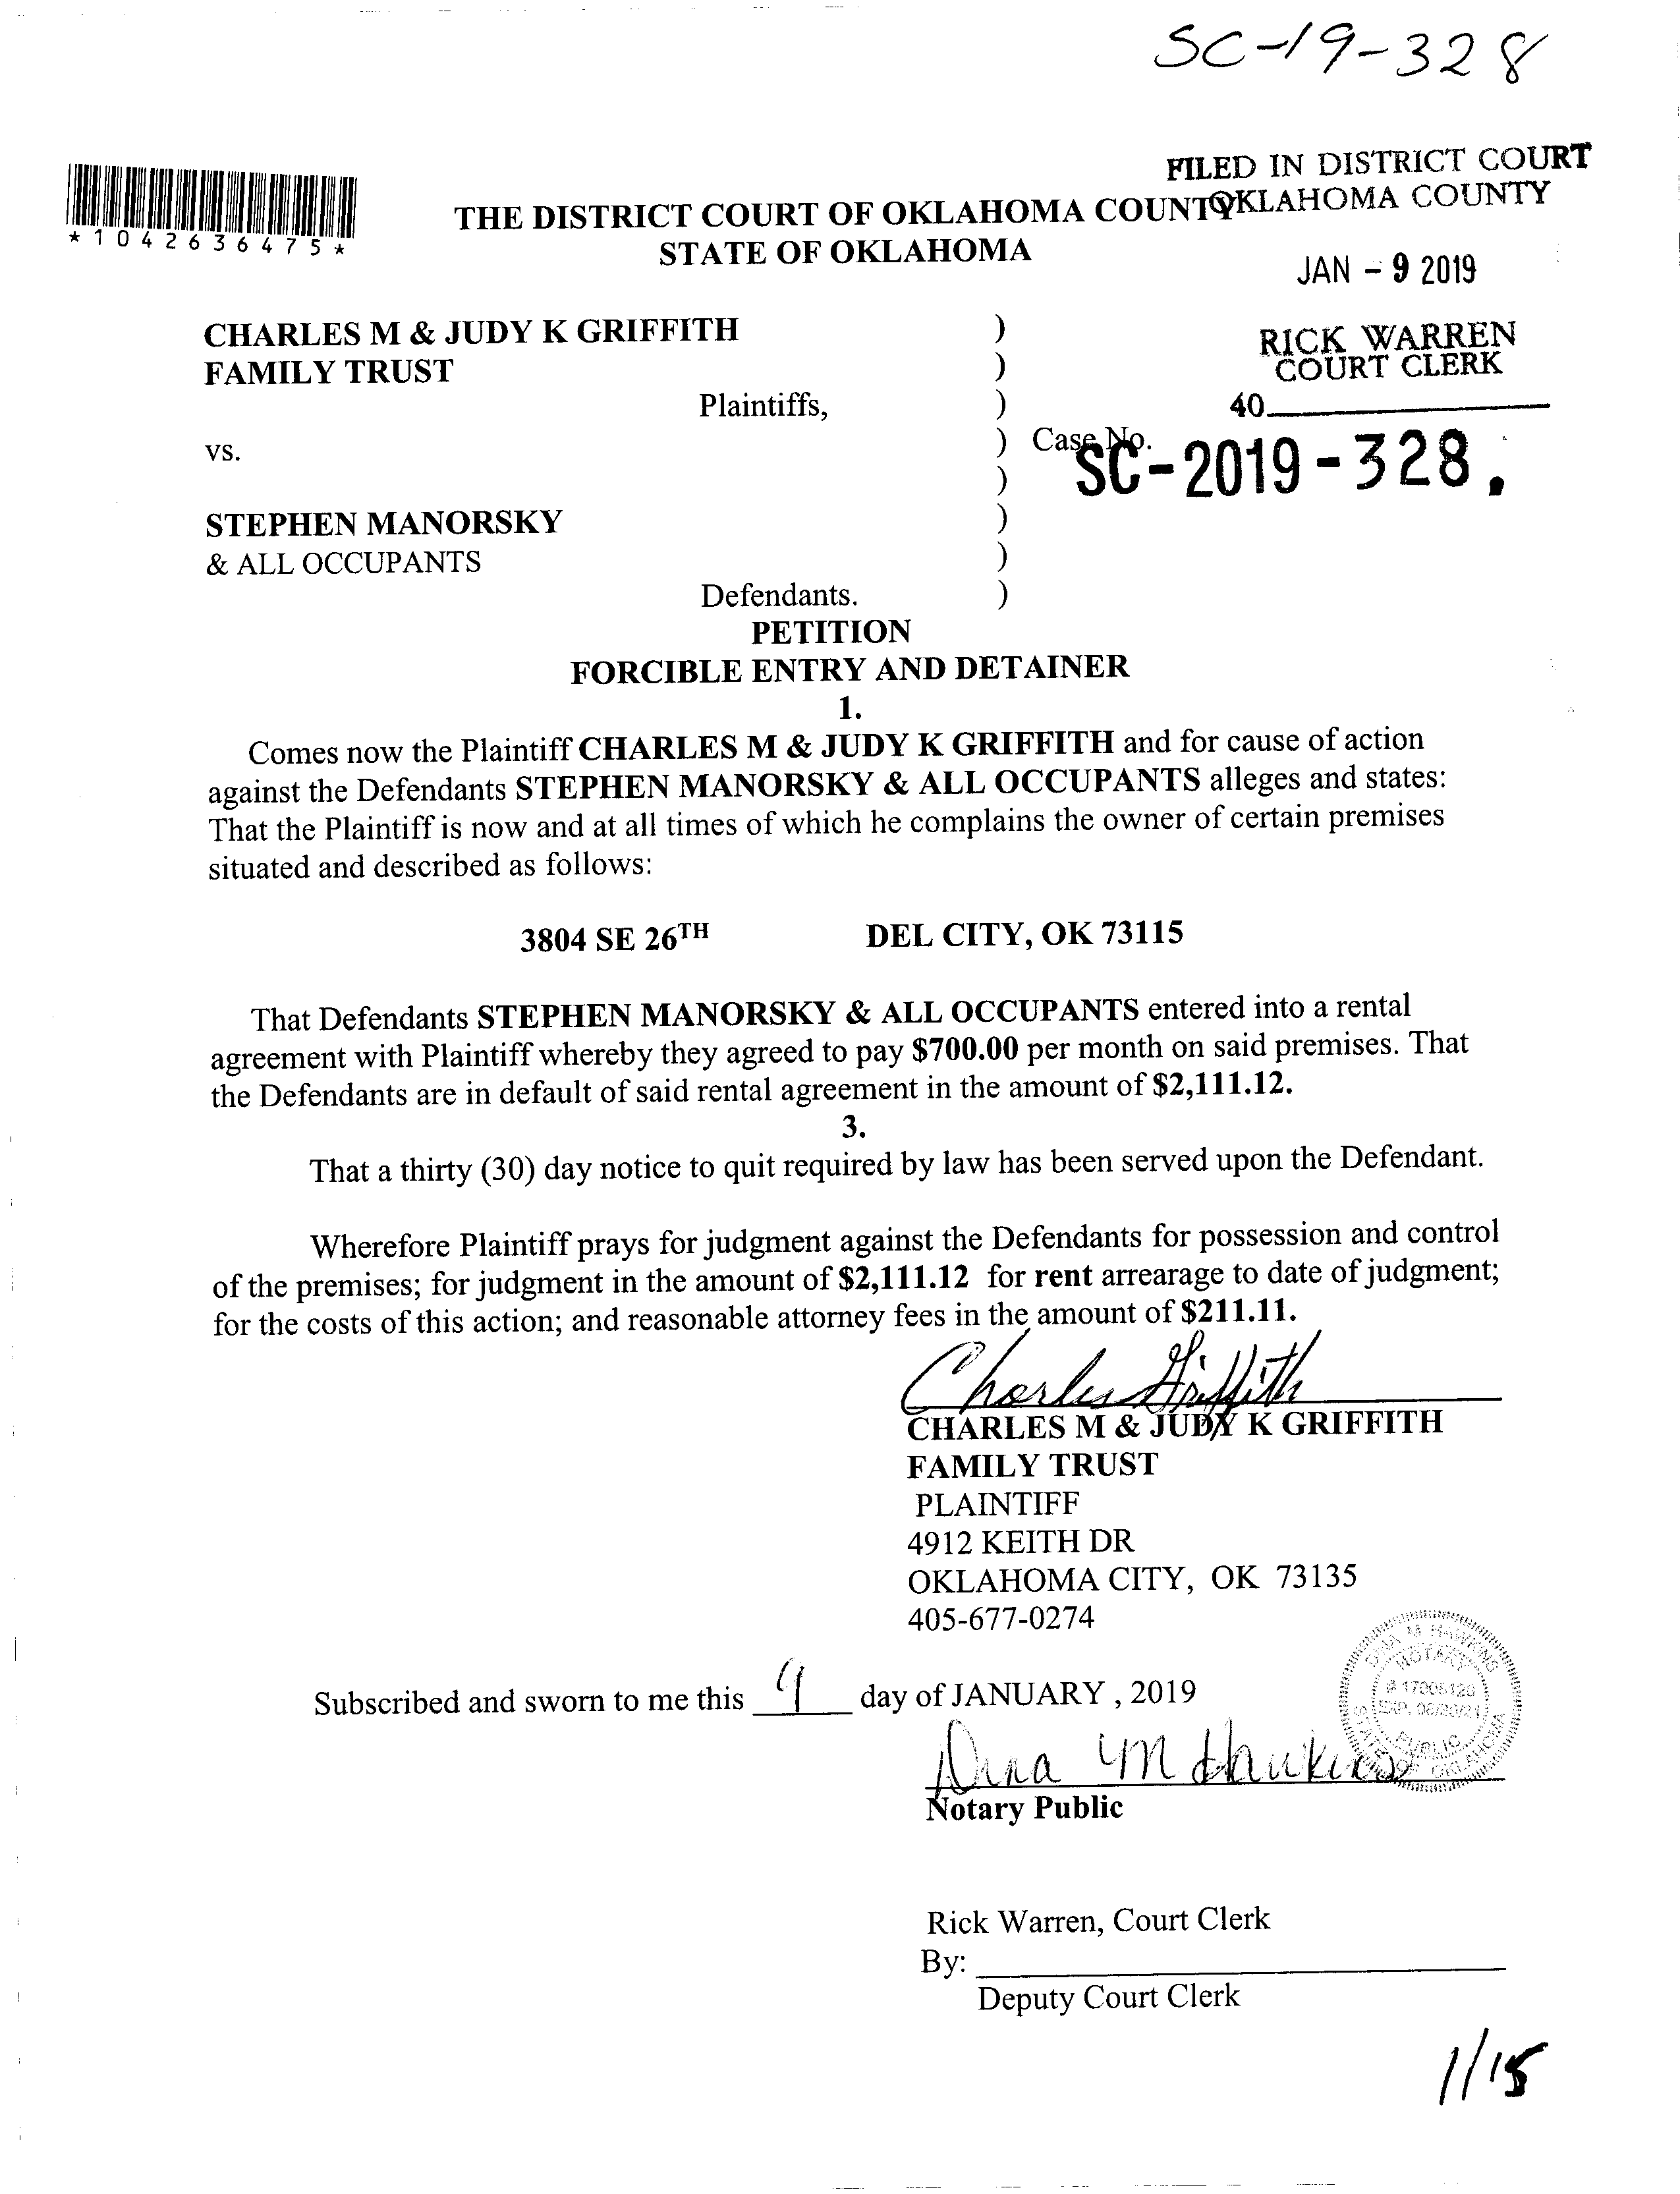 SC-19-328
FILED IN DISTRICT COURT
OKLAHOMA COUNTY
*1042636475*
THE DISTRICT COURT OF OKLAHOMA COUNTY
STATE OF OKLAHOMA
JAN - 9 2019
CHARLES M & JUDY K GRIFFITH )
FAMILY TRUST )
RICK WARREN
COURT CLERK
Plaintiffs, )
40
vs. ) Case No.
SC-2019-328.
)
STEPHEN MANORSKY )
& ALL OCCUPANTS )
Defendants. )
PETITION
FORCIBLE ENTRY AND DETAINER
1.
Comes now the Plaintiff CHARLES M & JUDY K GRIFFITH and for cause of action
against the Defendants STEPHEN MANORSKY & ALL OCCUPANTS alleges and states:
That the Plaintiff is now and at all times of which he complains the owner of certain premises
situated and described as follows:
3804 SE 26TH DEL CITY, OK 73115
That Defendants STEPHEN MANORSKY & ALL OCCUPANTS entered into a rental
agreement with Plaintiff whereby they agreed to pay $700.00 per month on said premises. That
the Defendants are in default of said rental agreement in the amount of $2,111.12.
3.
That a thirty (30) day notice to quit required by law has been served upon the Defendant.
Wherefore Plaintiff prays for judgment against the Defendants for possession and control
of the premises; for judgment in the amount of $2,111.12 for rent arrearage to date of judgment;
for the costs of this action; and reasonable attorney fees in the amount of $211.11.
Charles Griffith
CHARLES M & JUDY K GRIFFITH
FAMILY TRUST
PLAINTIFF
4912 KEITH DR
OKLAHOMA CITY, OK 73135
405-677-0274
Subscribed and sworn to me this 9 day of JANUARY , 2019
M HAWKINS
NOTARY
# 17005128
EXP. 06/20/21
PUBLIC
STATE OF OKLAHOMA
Dina M Hawkins
Notary Public
Rick Warren, Court Clerk
By:
Deputy Court Clerk
1/15